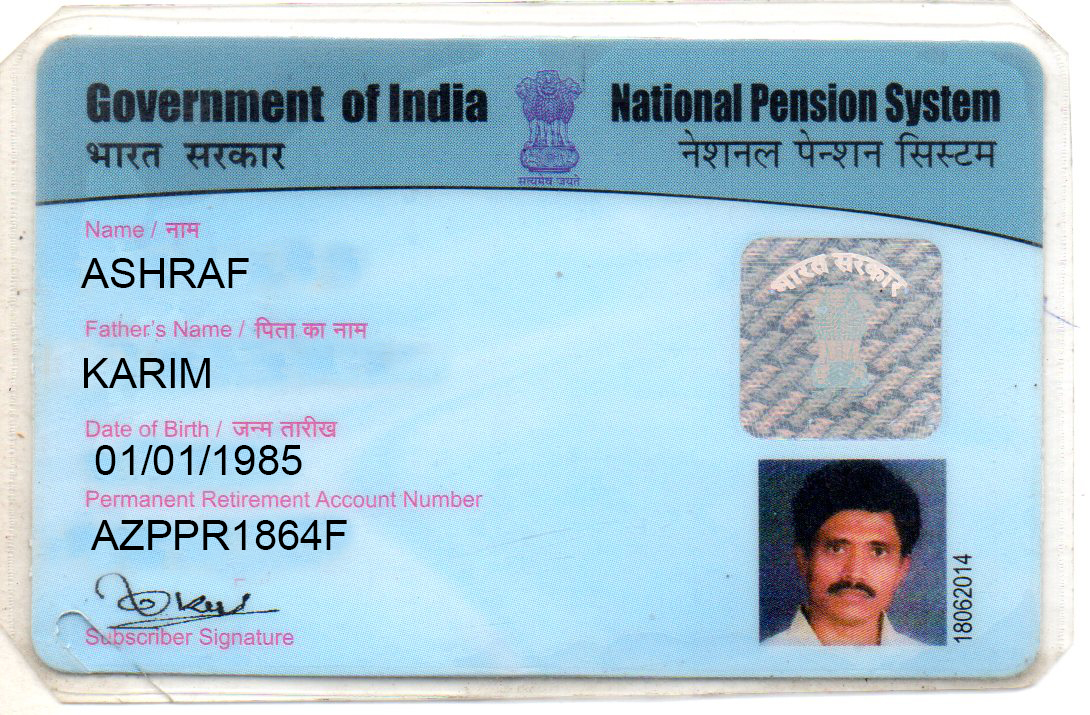 Government of India
National Pension System
भारत सरकार
नेशनल पेन्शन सिस्टम
सत्यमेव जयते
Name / नाम
ASHRAF
भारत सरकार
Father's Name / पिता का नाम
KARIM
Date of Birth / जन्म तारीख
01/01/1985
Permanent Retirement Account Number
AZPPR1864F
18062014
Subscriber Signature